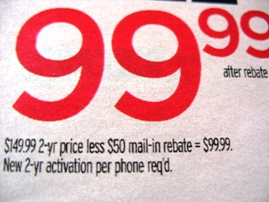 99 99
after rebate
$149.99 2-yr price less $50 mail-in rebate = $99.99.
New 2-yr activation per phone req'd.